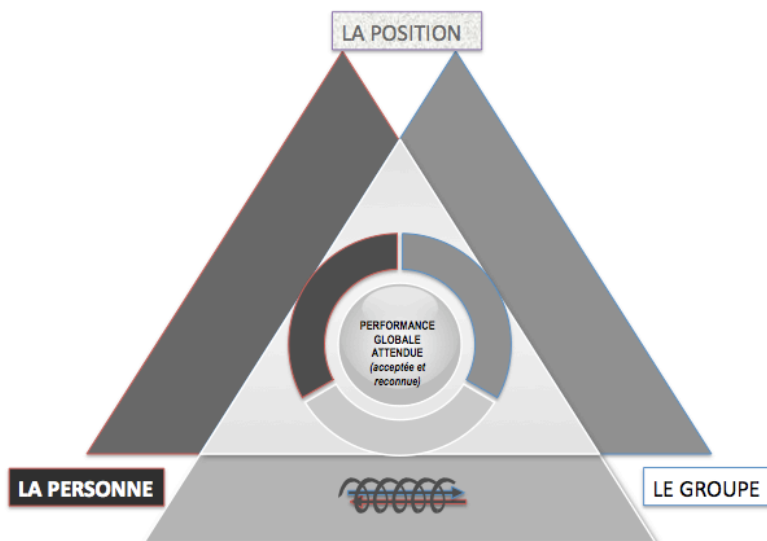 LA POSITION
PERFORMANCE
GLOBALE
ATTENDUE
(acceptée et
reconnue)
LA PERSONNE
LE GROUPE